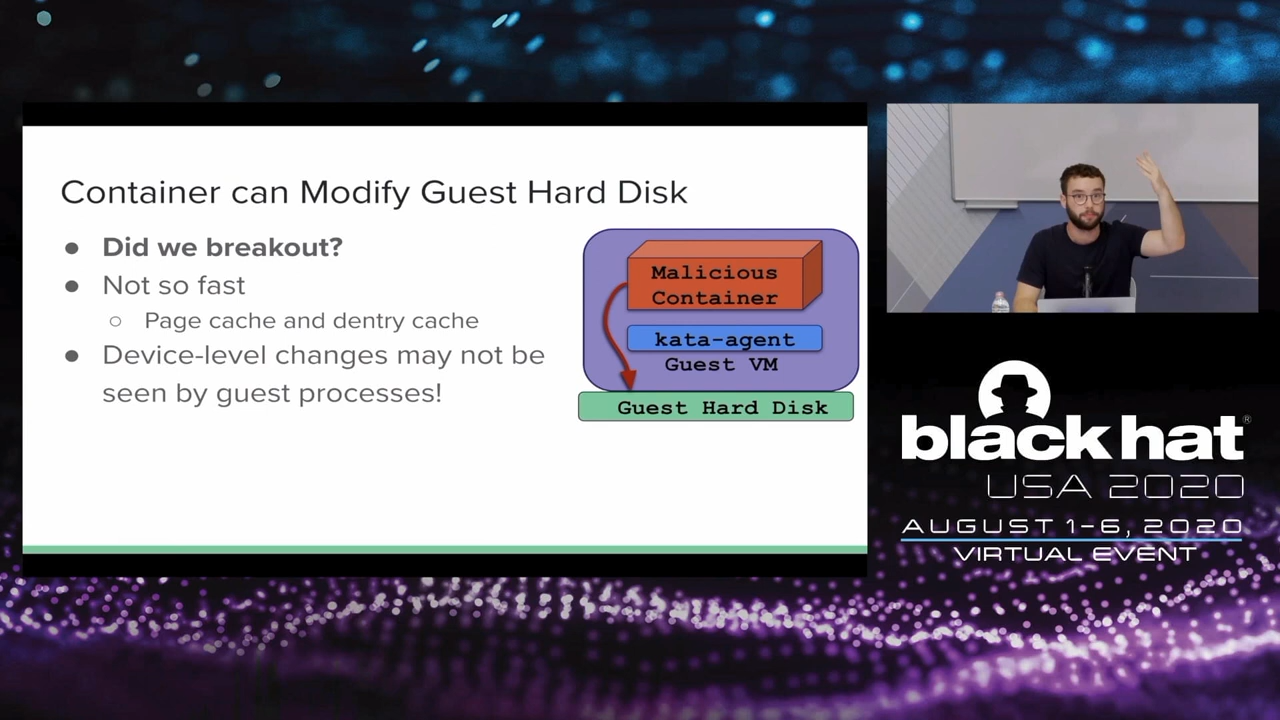 Container can Modify Guest Hard Disk
● Did we breakout?
● Not so fast
○ Page cache and dentry cache
● Device-level changes may not be
seen by guest processes!
Malicious
Container
kata-agent
Guest VM
Guest Hard Disk
black hat®
USA 2020
AUGUST 1-6, 2020
VIRTUAL EVENT